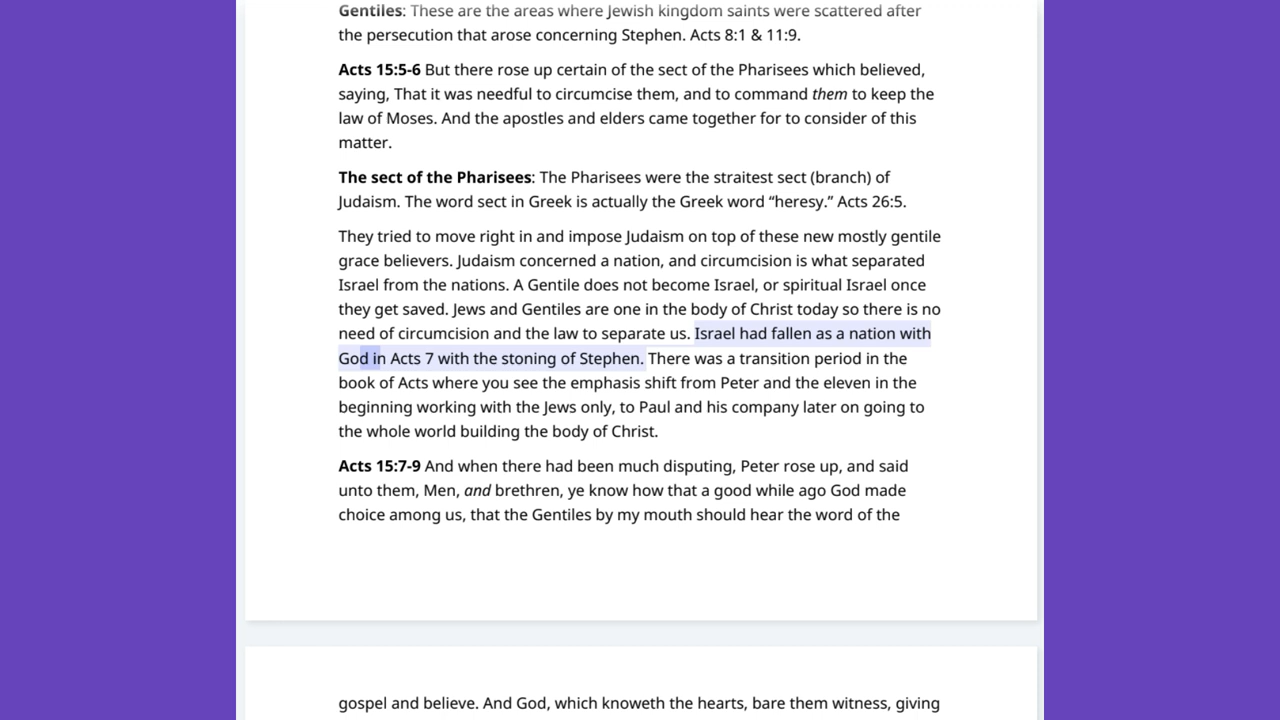 Gentiles: These are the areas where Jewish kingdom saints were scattered after
the persecution that arose concerning Stephen. Acts 8:1 & 11:9.
Acts 15:5-6 But there rose up certain of the sect of the Pharisees which believed,
saying, That it was needful to circumcise them, and to command them to keep the
law of Moses. And the apostles and elders came together for to consider of this
matter.
The sect of the Pharisees: The Pharisees were the straitest sect (branch) of
Judaism. The word sect in Greek is actually the Greek word “heresy.” Acts 26:5.
They tried to move right in and impose Judaism on top of these new mostly gentile
grace believers. Judaism concerned a nation, and circumcision is what separated
Israel from the nations. A Gentile does not become Israel, or spiritual Israel once
they get saved. Jews and Gentiles are one in the body of Christ today so there is no
need of circumcision and the law to separate us. Israel had fallen as a nation with
God in Acts 7 with the stoning of Stephen. There was a transition period in the
book of Acts where you see the emphasis shift from Peter and the eleven in the
beginning working with the Jews only, to Paul and his company later on going to
the whole world building the body of Christ.
Acts 15:7-9 And when there had been much disputing, Peter rose up, and said
unto them, Men, and brethren, ye know how that a good while ago God made
choice among us, that the Gentiles by my mouth should hear the word of the
gospel and believe. And God, which knoweth the hearts, bare them witness, giving